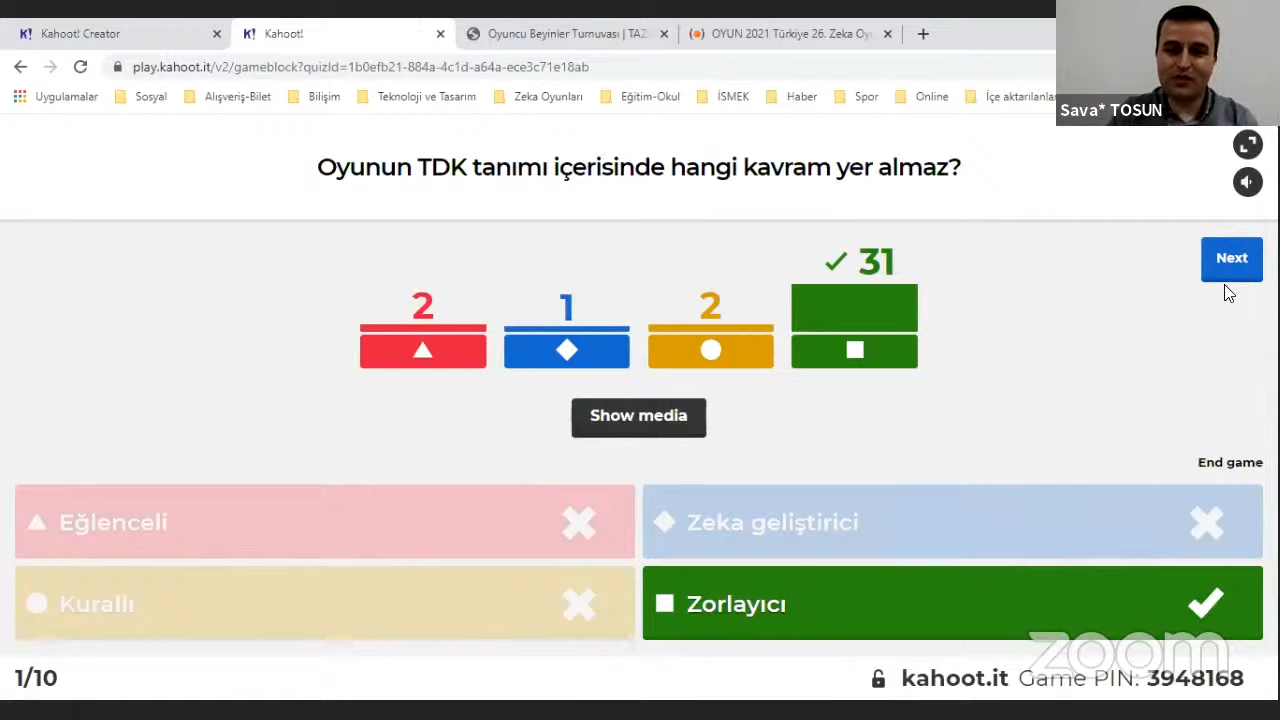 K! Kahoot! Creator
K! Kahoot!
Oyuncu Beyinler Turnuvası | TAZ
OYUN 2021 Türkiye 26. Zeka Oy
play.kahoot.it/v2/gameblock?quizId=1b0efb21-884a-4c1d-a64a-ece3c71e18ab
Uygulamalar Sosyal Alışveriş-Bilet Bilişim Teknoloji ve Tasarım Zeka Oyunları Eğitim-Okul İSMEK Haber Spor Online İçe aktarılanlar
Sava* TOSUN
Oyunun TDK tanımı içerisinde hangi kavram yer almaz?
Next
2 1 2 31
Show media
End game
Eğlenceli
Zeka geliştirici
Kurallı
Zorlayıcı
zoom
1/10
kahoot.it Game PIN: 3948168